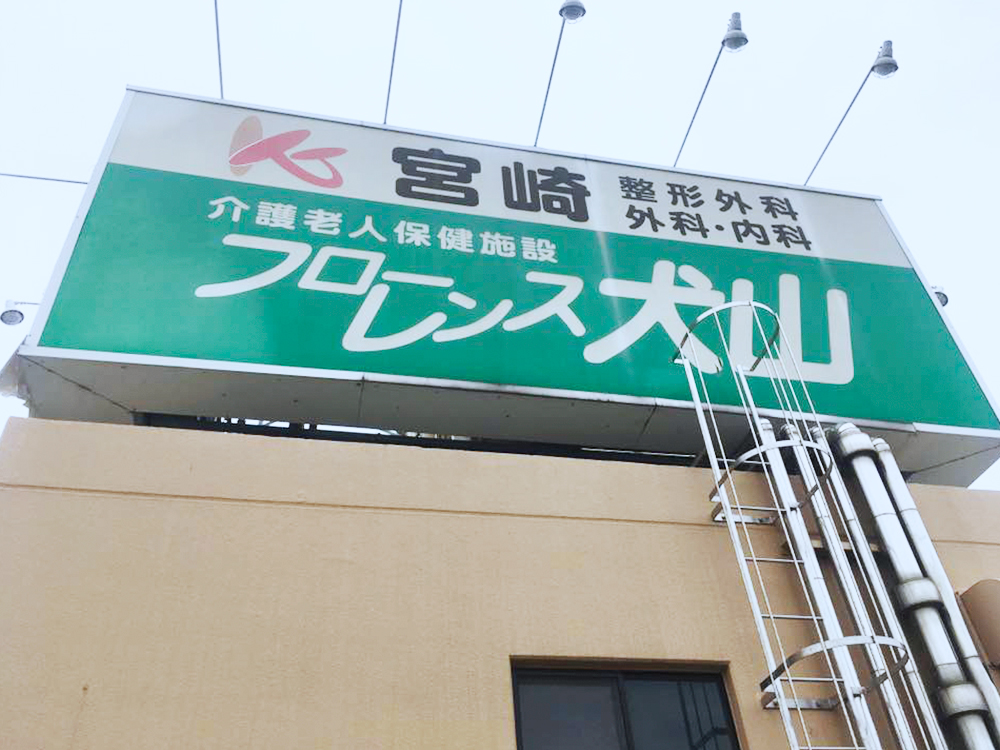 宮崎 整形外科
外科・内科
介護老人保健施設
フローレンス犬山